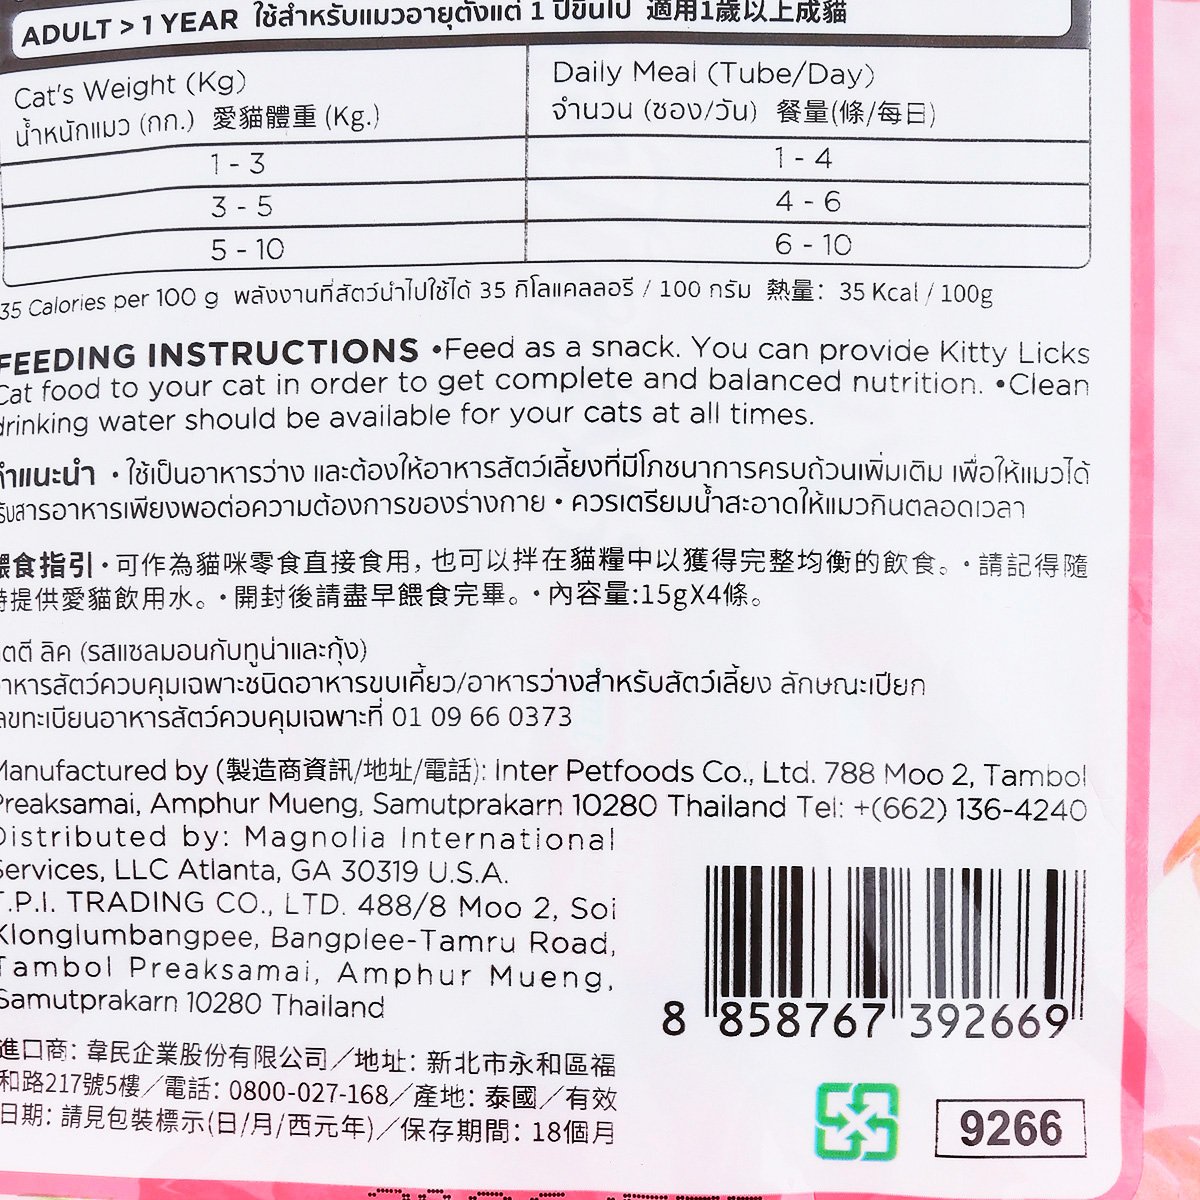 ADULT > 1 YEAR ใช้สำหรับแมวอายุตั้งแต่ 1 ปีขึ้นไป 適用1歲以上成貓
Cat's Weight (Kg)
น้ำหนักแมว (กก.) 愛貓體重 (Kg.)
Daily Meal (Tube/Day)
จำนวน (ซอง/วัน) 餐量(條/每日)
1 - 3 1 - 4
3 - 5 4 - 6
5 - 10 6 - 10
35 Calories per 100 g พลังงานที่สัตว์นำไปใช้ได้ 35 กิโลแคลลอรี / 100 กรัม 熱量: 35 Kcal / 100g
FEEDING INSTRUCTIONS •Feed as a snack. You can provide Kitty Licks
Cat food to your cat in order to get complete and balanced nutrition. •Clean
drinking water should be available for your cats at all times.
คำแนะนำ • ใช้เป็นอาหารว่าง และต้องให้อาหารสัตว์เลี้ยงที่มีโภชนาการครบถ้วนเพิ่มเติม เพื่อให้แมวได้
รับสารอาหารเพียงพอต่อความต้องการของร่างกาย • ควรเตรียมน้ำสะอาดให้แมวกินตลอดเวลา
餵食指引・可作為貓咪零食直接食用, 也可以拌在貓糧中以獲得完整均衡的飲食。・請記得隨
時提供愛貓飲用水。・開封後請盡早餵食完畢。・內容量:15gX4條。
ตตี้ ลิค (รสแซลมอนกับทูน่าและกุ้ง)
าหารสัตว์ควบคุมเฉพาะชนิดอาหารขบเคี้ยว/อาหารว่างสำหรับสัตว์เลี้ยง ลักษณะเปียก
ลขทะเบียนอาหารสัตว์ควบคุมเฉพาะที่ 01 09 66 0373
Manufactured by (製造商資訊/地址/電話): Inter Petfoods Co., Ltd. 788 Moo 2, Tambol
Preaksamai, Amphur Mueng, Samutprakarn 10280 Thailand Tel: +(662) 136-4240
Distributed by: Magnolia International
Services, LLC Atlanta, GA 30319 U.S.A.
T.P.I. TRADING CO., LTD. 488/8 Moo 2, Soi
Klonglumbangpee, Bangplee-Tamru Road,
Tambol Preaksamai, Amphur Mueng,
Samutprakarn 10280 Thailand
進口商: 韋民企業股份有限公司/地址: 新北市永和區福
和路217號5樓/電話: 0800-027-168/產地: 泰國/有效
日期: 請見包裝標示(日/月/西元年)/保存期間: 18個月
8 858767 392669
9266